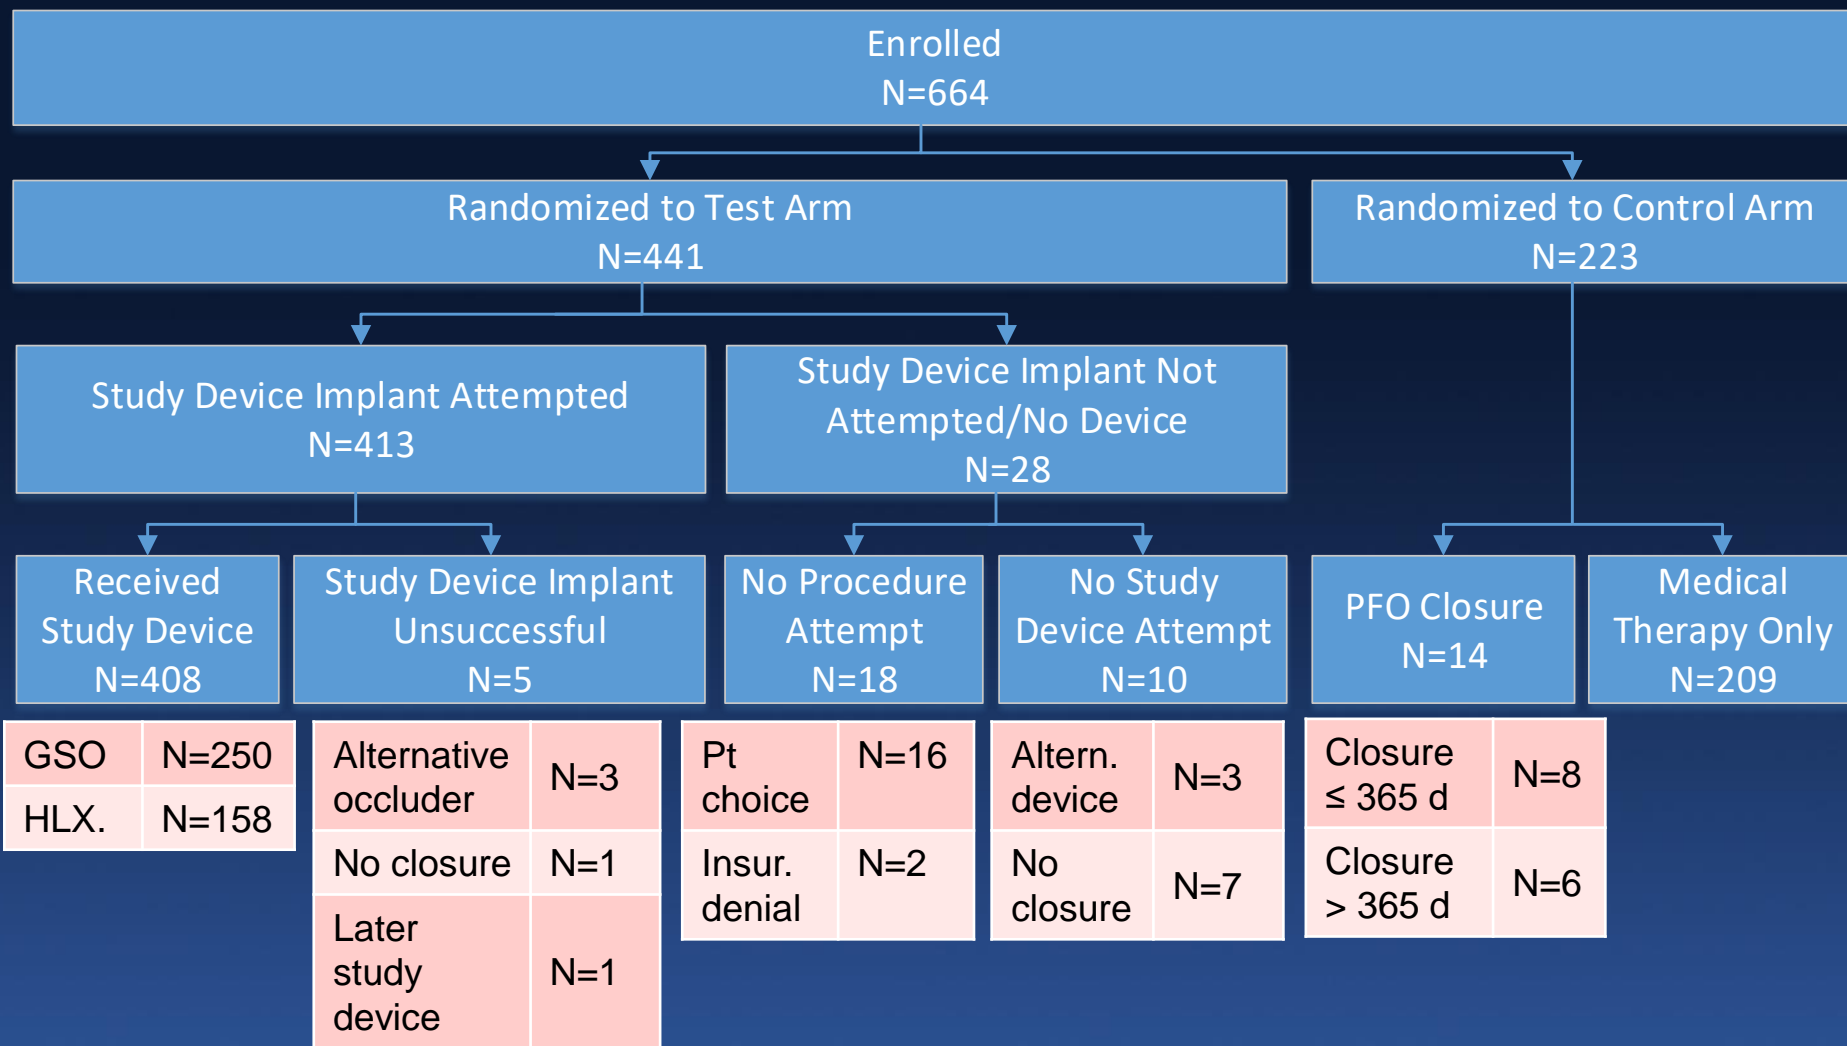 Enrolled
N=664
Randomized to Test Arm
N=441
Randomized to Control Arm
N=223
Study Device Implant Attempted
N=413
Study Device Implant Not
Attempted/No Device
N=28
Received
Study Device
N=408
Study Device Implant
Unsuccessful
N=5
No Procedure
Attempt
N=18
No Study
Device Attempt
N=10
PFO Closure
N=14
Medical
Therapy Only
N=209
GSO N=250
HLX. N=158
Alternative
occluder
N=3
No closure N=1
Later
study
device
N=1
Pt
choice
N=16
Insur.
denial
N=2
Altern.
device
N=3
No
closure
N=7
Closure
≤ 365 d
N=8
Closure
> 365 d
N=6